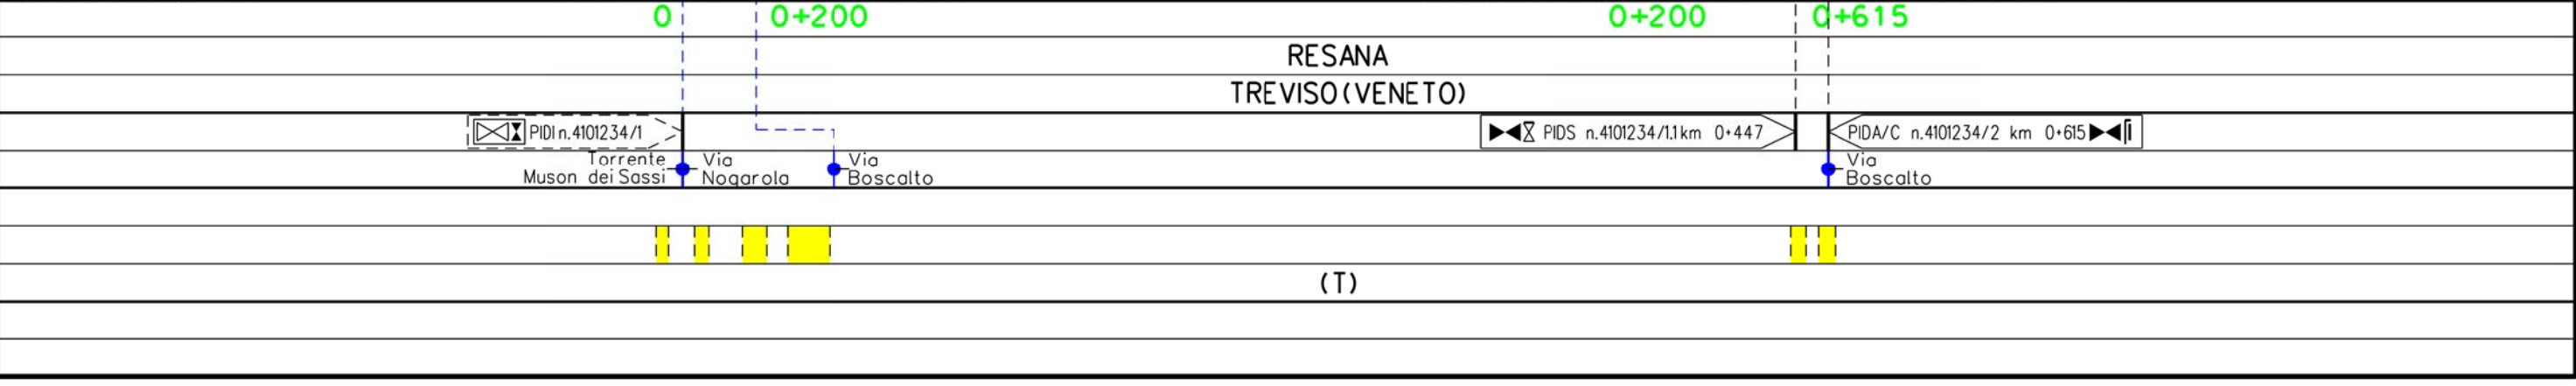 0 0+200 0+200 0+615
RESANA
TREVISO(VENETO)
PIDI n.4101234/1
PIDS n.4101234/1.1 km 0+447
PIDA/C n.4101234/2 km 0+615
Torrente
Muson dei Sassi
Via
Nogarola
Via
Boscalto
Via
Boscalto
(T)